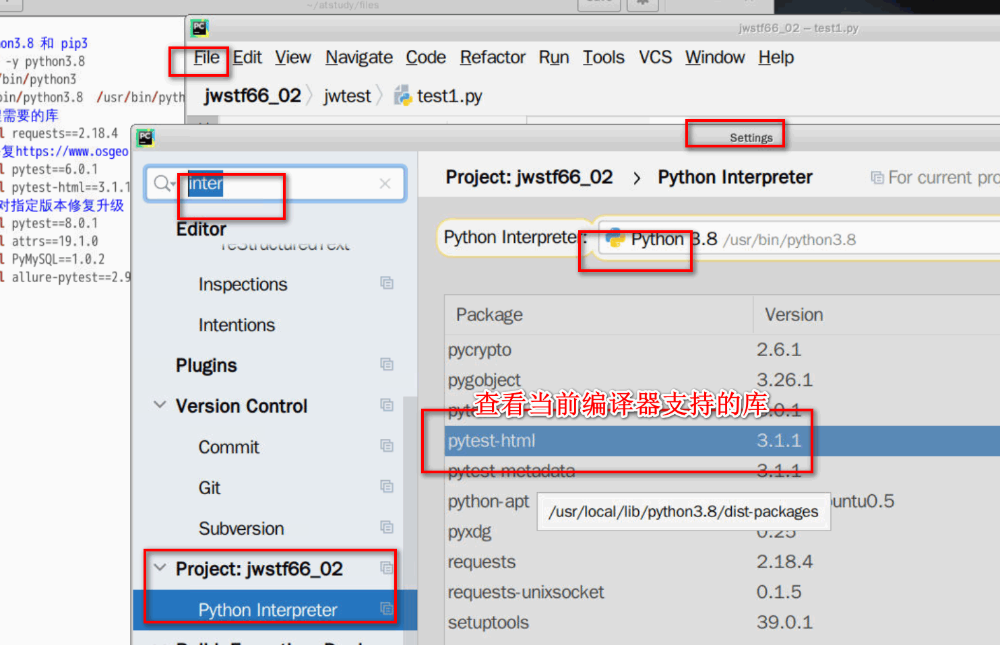 ~/atstudy/files
jwstf66_02 – test1.py
File Edit View Navigate Code Refactor Run Tools VCS Window Help
jwstf66_02 jwtest test1.py
和 pip3
-y python3.8
/bin/python3
/python3.8 /usr/bin/pyth
需要的库
requests==2.18.4
复https://www.osgeo
pytest==6.0.1
pytest-html==3.1.1
对指定版本修复升级
pytest==8.0.1
attrs==19.1.0
PyMySQL==1.0.2
allure-pytest==2.9
Settings
inter
Editor
reStructuredText
Inspections
Intentions
Plugins
Version Control
Commit
Git
Subversion
Project: jwstf66_02
Python Interpreter
Project: jwstf66_02 › Python Interpreter
For current pro
Python Interpreter: Python 3.8 /usr/bin/python3.8
Package Version
pycrypto 2.6.1
pygobject 3.26.1
查看当前编译器支持的库
pytest-html 3.1.1
pytest-metadata 3.1.1
python-apt untu0.5
/usr/local/lib/python3.8/dist-packages
pyxdg 0.25
requests 2.18.4
requests-unixsocket 0.1.5
setuptools 39.0.1